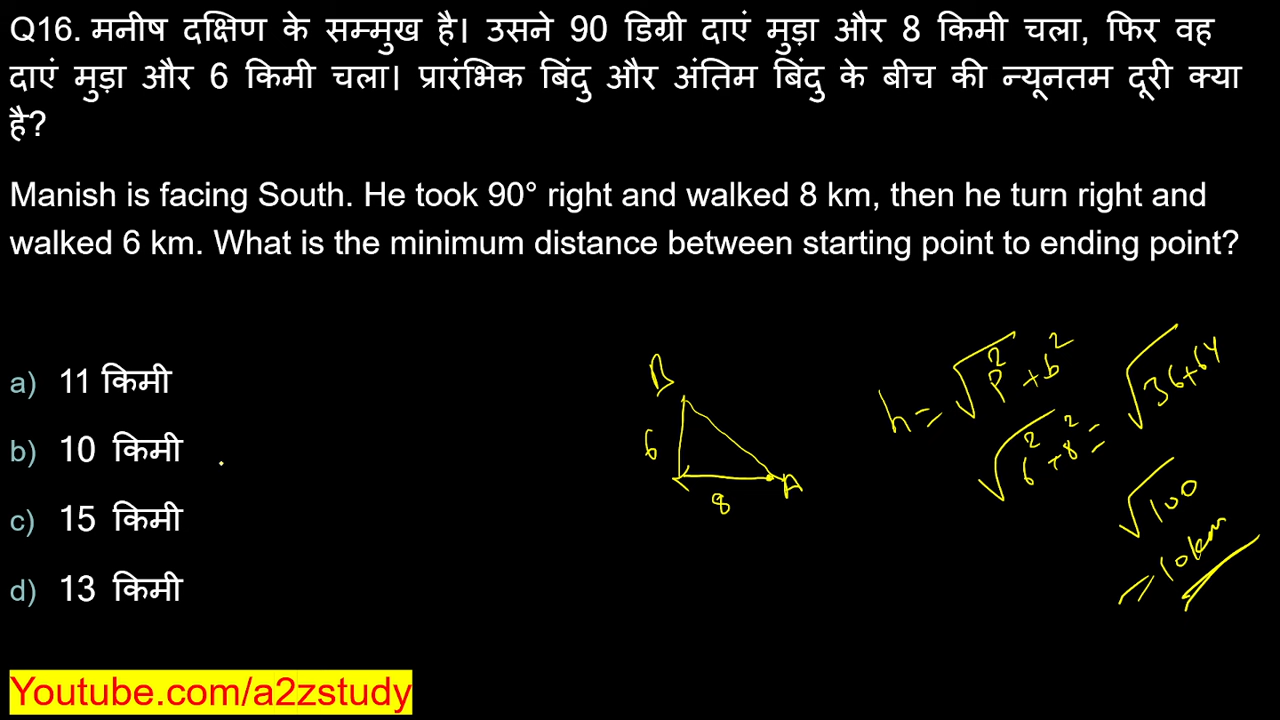 Q16. मनीष दक्षिण के सम्मुख है। उसने 90 डिग्री दाएं मुड़ा और 8 किमी चला, फिर वह
दाएं मुड़ा और 6 किमी चला। प्रारंभिक बिंदु और अंतिम बिंदु के बीच की न्यूनतम दूरी क्या
है?
Manish is facing South. He took 90° right and walked 8 km, then he turn right and
walked 6 km. What is the minimum distance between starting point to ending point?
a) 11 किमी
b) 10 किमी
c) 15 किमी
d) 13 किमी
B
6
8
A
h = √p² + b²
√6² + 8² = √36+64
√100
= 10km
Youtube.com/a2zstudy